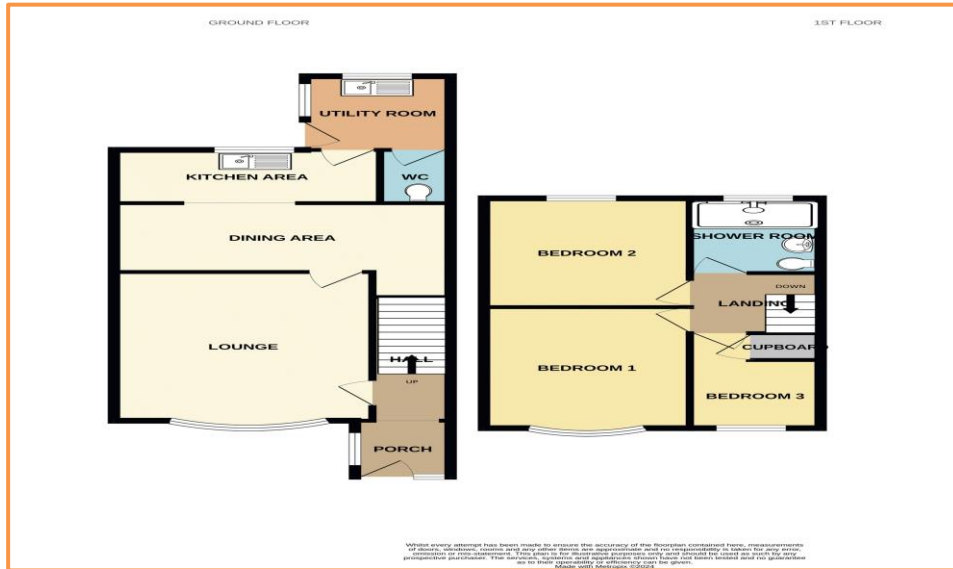 GROUND FLOOR
1ST FLOOR
UTILITY ROOM
KITCHEN AREA
WC
DINING AREA
LOUNGE
HALL
UP
PORCH
BEDROOM 2
SHOWER ROOM
DOWN
LANDING
CUPBOARD
BEDROOM 1
BEDROOM 3
Whilst every attempt has been made to ensure the accuracy of the floorplan contained here, measurements
of doors, windows, rooms and any other items are approximate and no responsibility is taken for any error,
omission or mis-statement. This plan is for illustrative purposes only and should be used as such by any
prospective purchaser. The services, systems and appliances shown have not been tested and no guarantee
as to their operability or efficiency can be given.
Made with Metropix ©2024